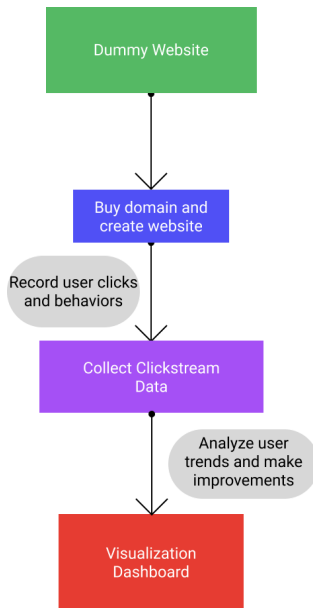 Dummy Website
Buy domain and
create website
Record user clicks
and behaviors
Collect Clickstream
Data
Analyze user
trends and make
improvements
Visualization
Dashboard